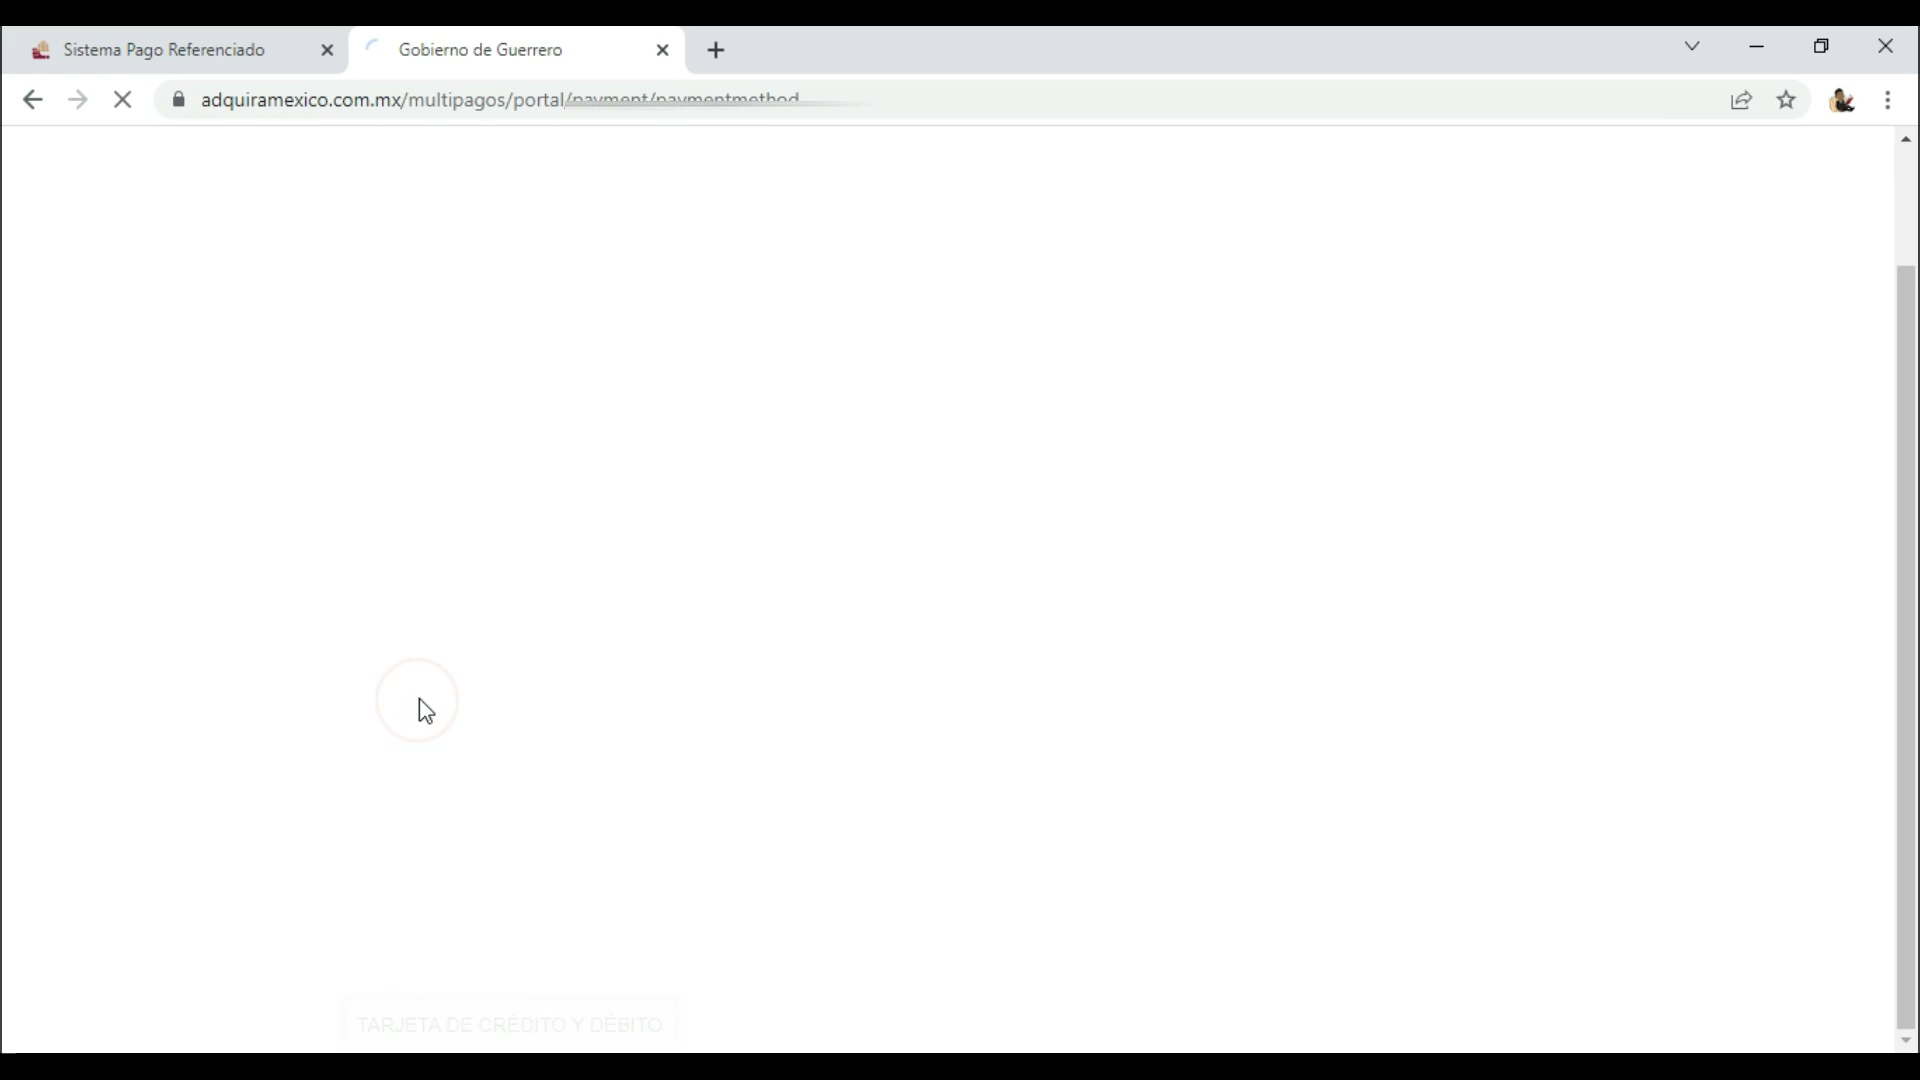 Sistema Pago Referenciado
Gobierno de Guerrero
adquiramexico.com.mx/multipagos/portal/payment/paymentmethod
TARJETA DE CRÉDITO Y DÉBITO